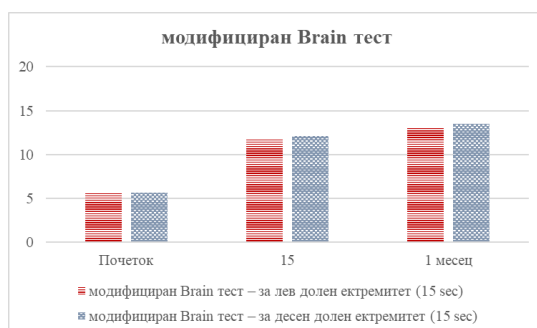 модифициран Brain тест
20
15
10
5
0
Почеток 15 1 месец
модифициран Brain тест – за лев долен ектремитет (15 sec)
модифициран Brain тест – за десен долен ектремитет (15 sec)